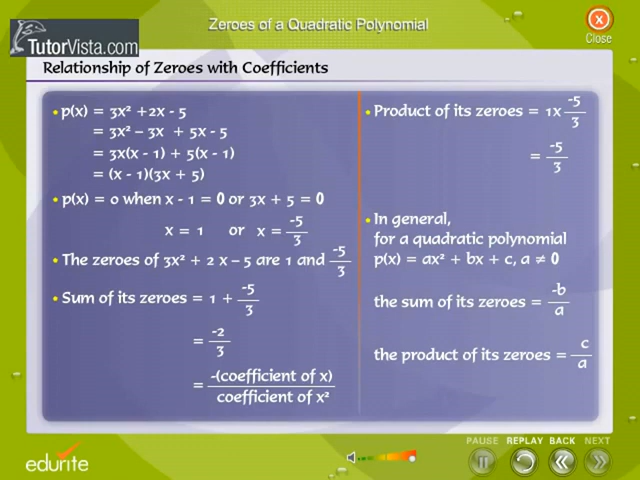 Zeroes of a Quadratic Polynomial
x
Close
TutorVista.com
Relationship of Zeroes with Coefficients
• p(x) = 3x² +2x - 5
= 3x² – 3x + 5x - 5
= 3x(x - 1) + 5(x - 1)
= (x - 1)(3x + 5)
• p(x) = 0 when x - 1 = 0 or 3x + 5 = 0
x = 1 or x = -5/3
• The zeroes of 3x² + 2 x – 5 are 1 and -5/3
• Sum of its zeroes = 1 + -5/3
= -2/3
= -(coefficient of x)/coefficient of x²
• Product of its zeroes = 1x -5/3
= -5/3
• In general,
for a quadratic polynomial
p(x) = ax² + bx + c, a ≠ 0
the sum of its zeroes = -b/a
the product of its zeroes = c/a
PAUSE REPLAY BACK NEXT
edurite